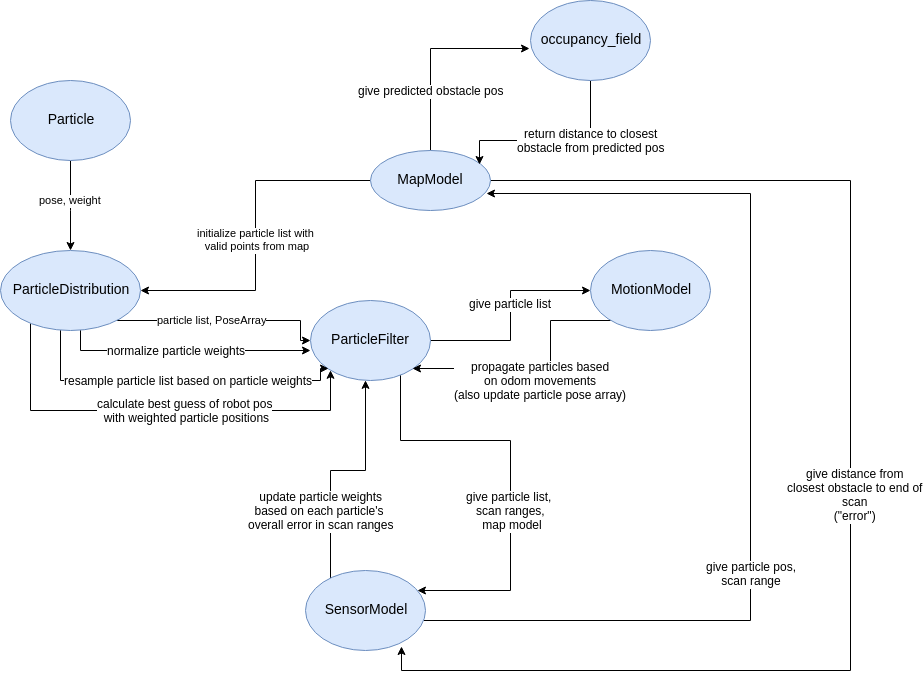 occupancy_field
give predicted obstacle pos
Particle
return distance to closest
obstacle from predicted pos
MapModel
pose, weight
initialize particle list with
valid points from map
ParticleDistribution
MotionModel
give particle list
particle list, PoseArray
ParticleFilter
normalize particle weights
propagate particles based
on odom movements
(also update particle pose array)
resample particle list based on particle weights
calculate best guess of robot pos
with weighted particle positions
give distance from
closest obstacle to end of
scan
("error")
update particle weights
based on each particle's
overall error in scan ranges
give particle list,
scan ranges,
map model
give particle pos,
scan range
SensorModel